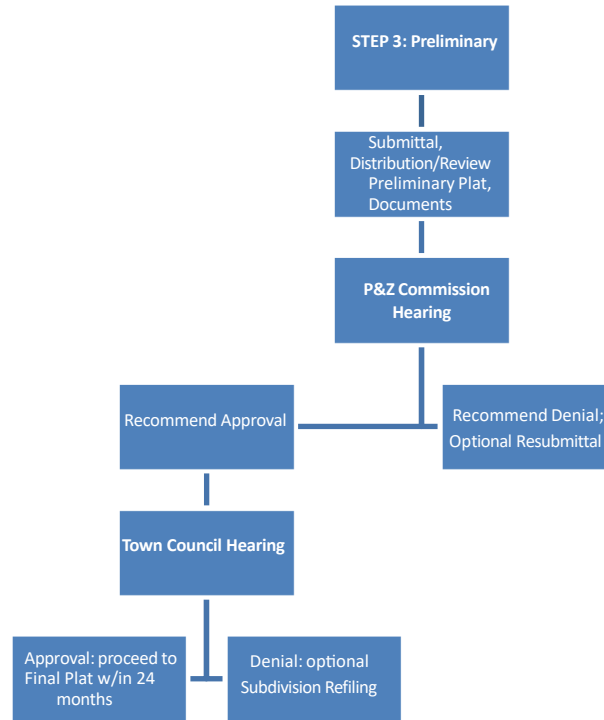 STEP 3: Preliminary
Submittal,
Distribution/Review
Preliminary Plat,
Documents
P&Z Commission
Hearing
Recommend Approval
Recommend Denial;
Optional Resubmittal
Town Council Hearing
Approval: proceed to
Final Plat w/in 24
months
Denial: optional
Subdivision Refiling